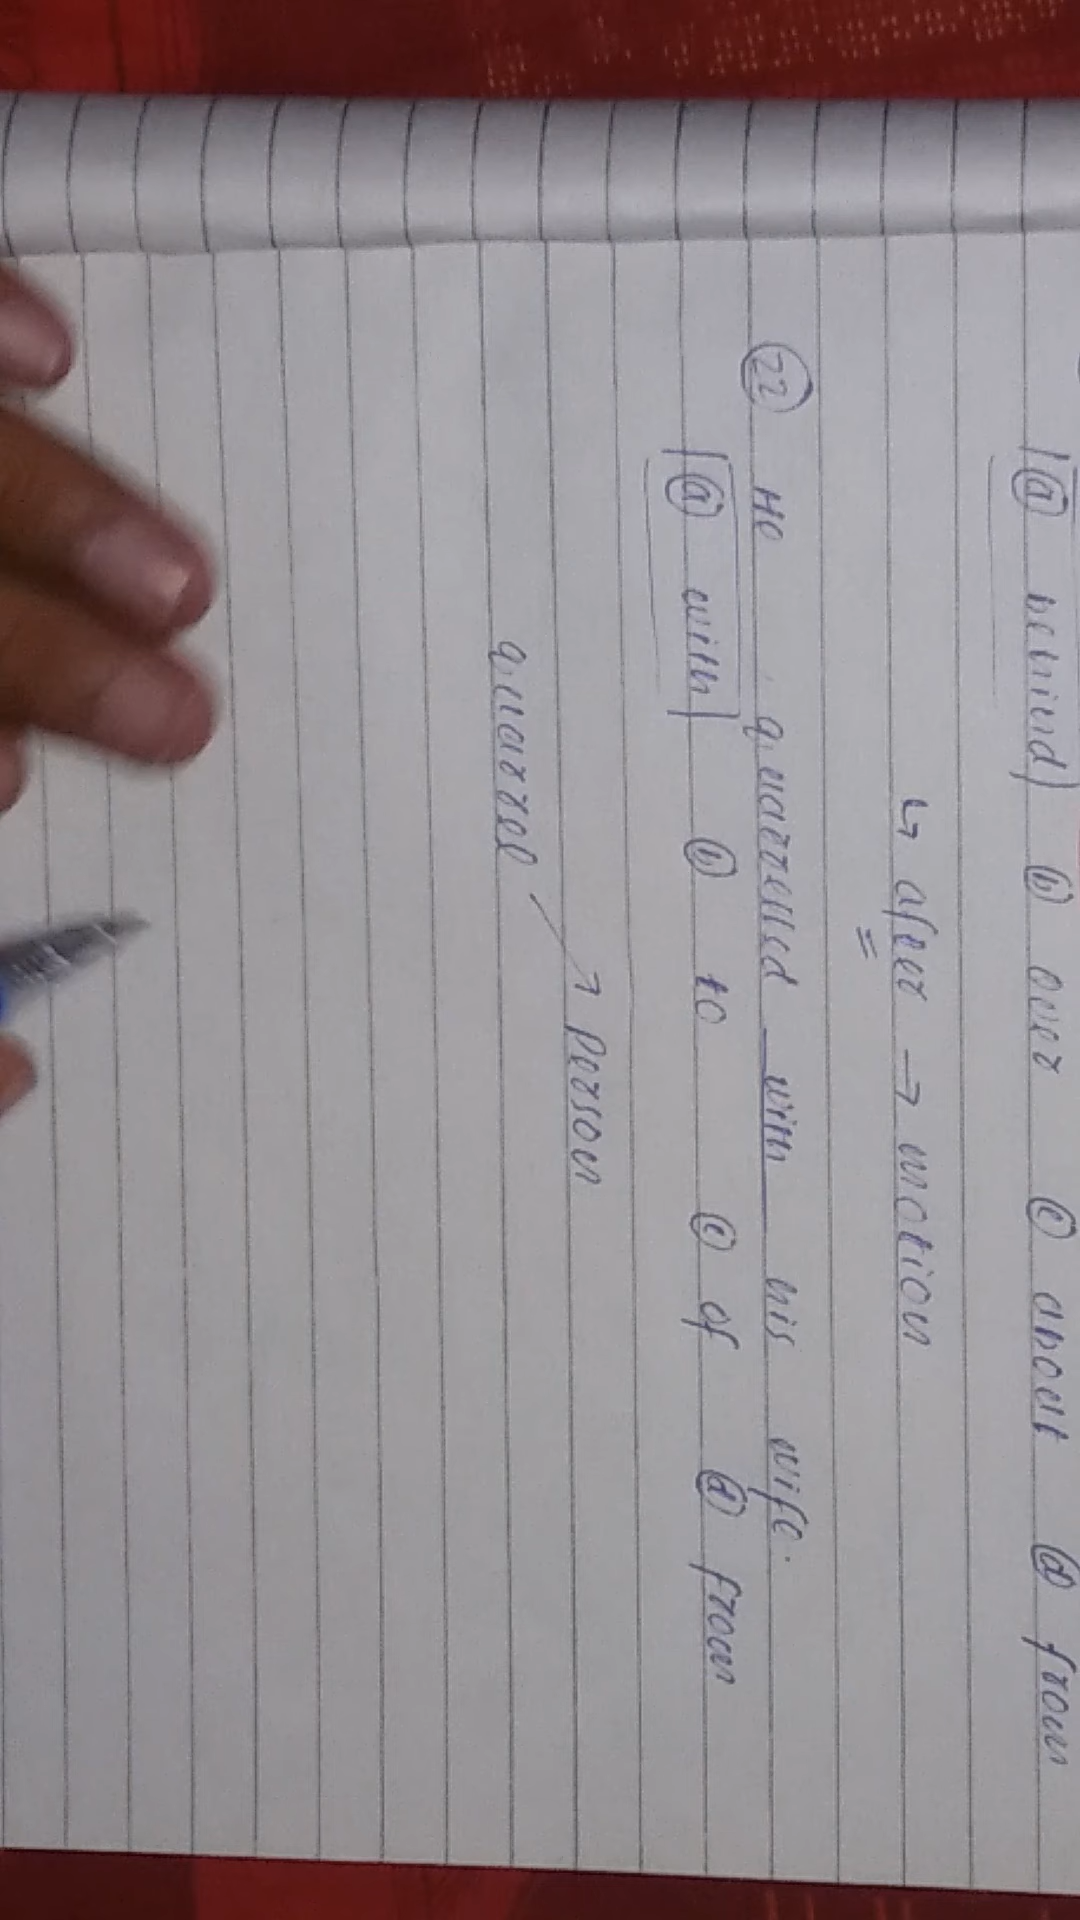 (a) behind (b) over (c) about (d) from
↳ after → motion
(22) He quarrelled with his wife.
(a) with (b) to (c) of (d) from
→ Person
quarrel